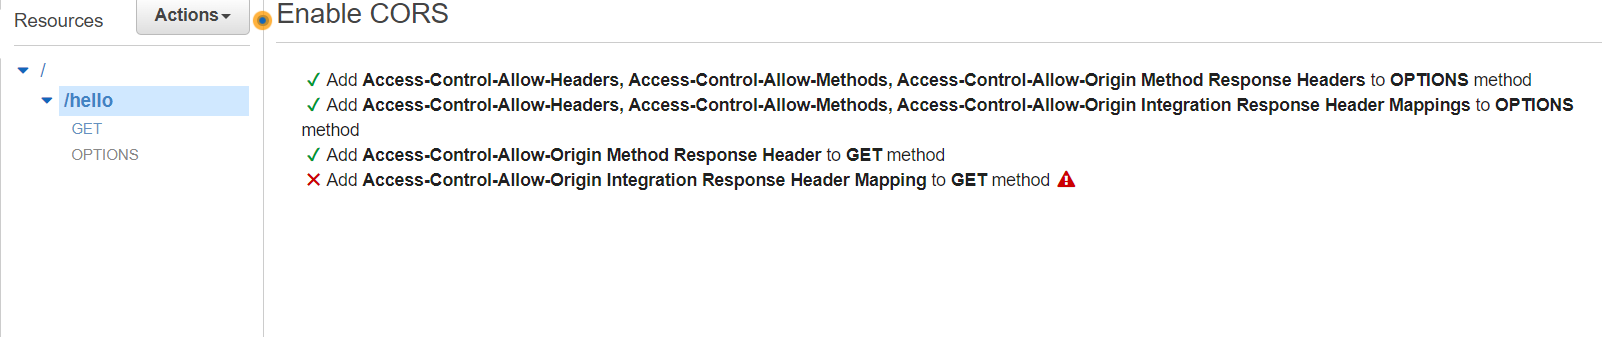 Resources
Actions
Enable CORS
/
/hello
GET
OPTIONS
✓ Add Access-Control-Allow-Headers, Access-Control-Allow-Methods, Access-Control-Allow-Origin Method Response Headers to OPTIONS method
✓ Add Access-Control-Allow-Headers, Access-Control-Allow-Methods, Access-Control-Allow-Origin Integration Response Header Mappings to OPTIONS
method
✓ Add Access-Control-Allow-Origin Method Response Header to GET method
✕ Add Access-Control-Allow-Origin Integration Response Header Mapping to GET method